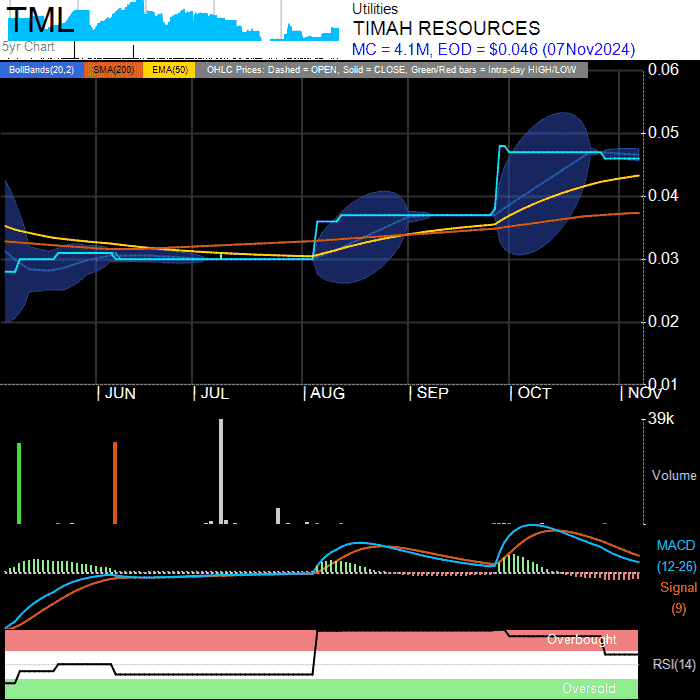 TML
5yr Chart
Utilities
TIMAH RESOURCES
MC = 4.1M, EOD = $0.046 (07Nov2024)
BollBands(20,2) SMA(200) EMA(50) OHLC Prices: Dashed = OPEN, Solid = CLOSE, Green/Red bars = Intra-day HIGH/LOW
0.06
0.05
0.04
0.03
0.02
0.01
JUN JUL AUG SEP OCT NOV
39k
Volume
MACD
(12-26)
Signal
(9)
Overbought
RSI(14)
Oversold